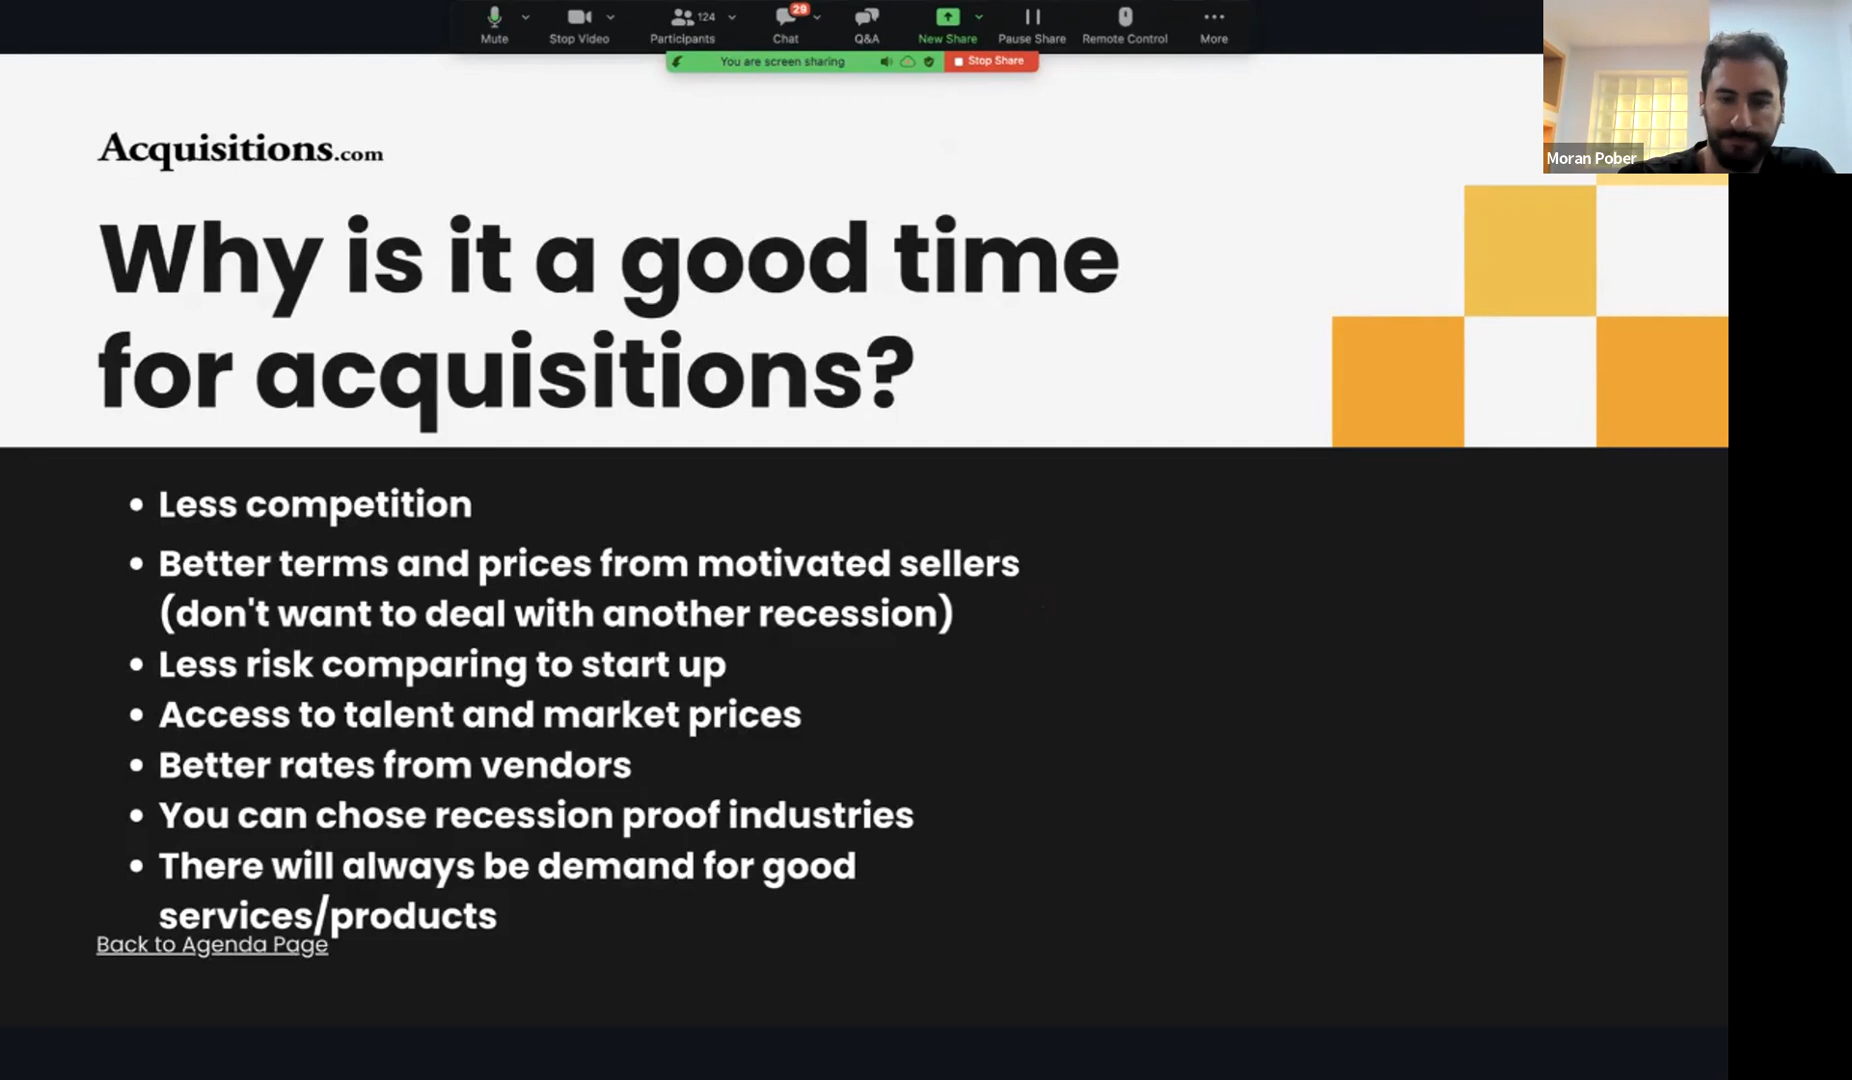 Mute
Stop Video
124
Participants
29
Chat
Q&A
New Share
Pause Share
Remote Control
More
You are screen sharing
Stop Share
Moran Pober
Acquisitions.com
Why is it a good time
for acquisitions?
• Less competition
• Better terms and prices from motivated sellers
(don't want to deal with another recession)
• Less risk comparing to start up
• Access to talent and market prices
• Better rates from vendors
• You can chose recession proof industries
• There will always be demand for good
services/products
Back to Agenda Page